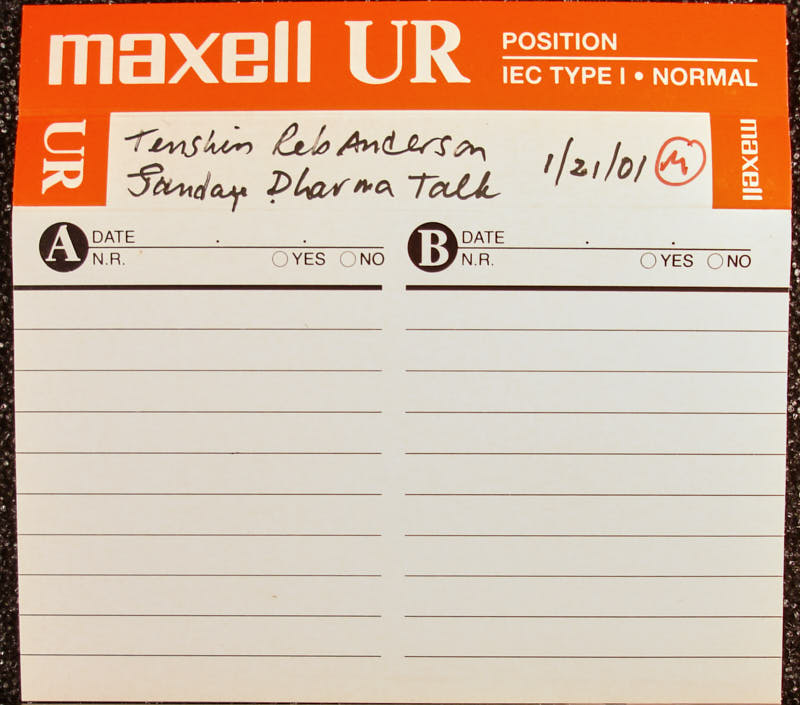 maxell UR
POSITION
IEC TYPE I • NORMAL
UR
Tenshin Reb Anderson
Sunday Dharma Talk
1/21/01
M
maxell
A DATE . .
N.R. YES NO
B DATE . .
N.R. YES NO